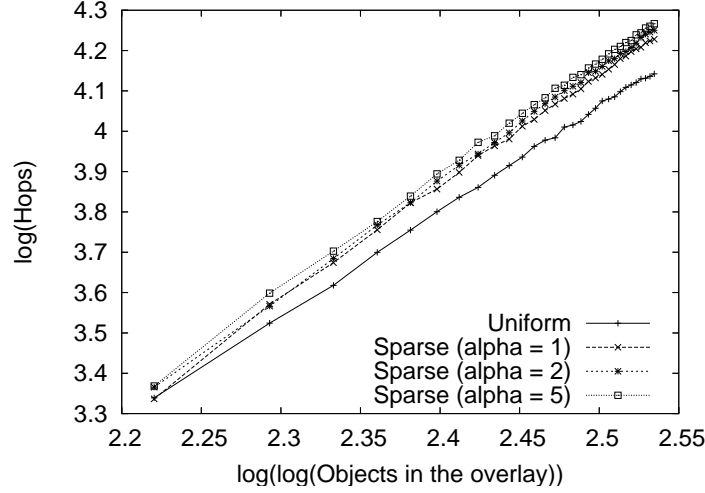 4.3
4.2
4.1
4
3.9
3.8
3.7
3.6
3.5
3.4
3.3
log(Hops)
Uniform
Sparse (alpha = 1)
Sparse (alpha = 2)
Sparse (alpha = 5)
2.2 2.25 2.3 2.35 2.4 2.45 2.5 2.55
log(log(Objects in the overlay))